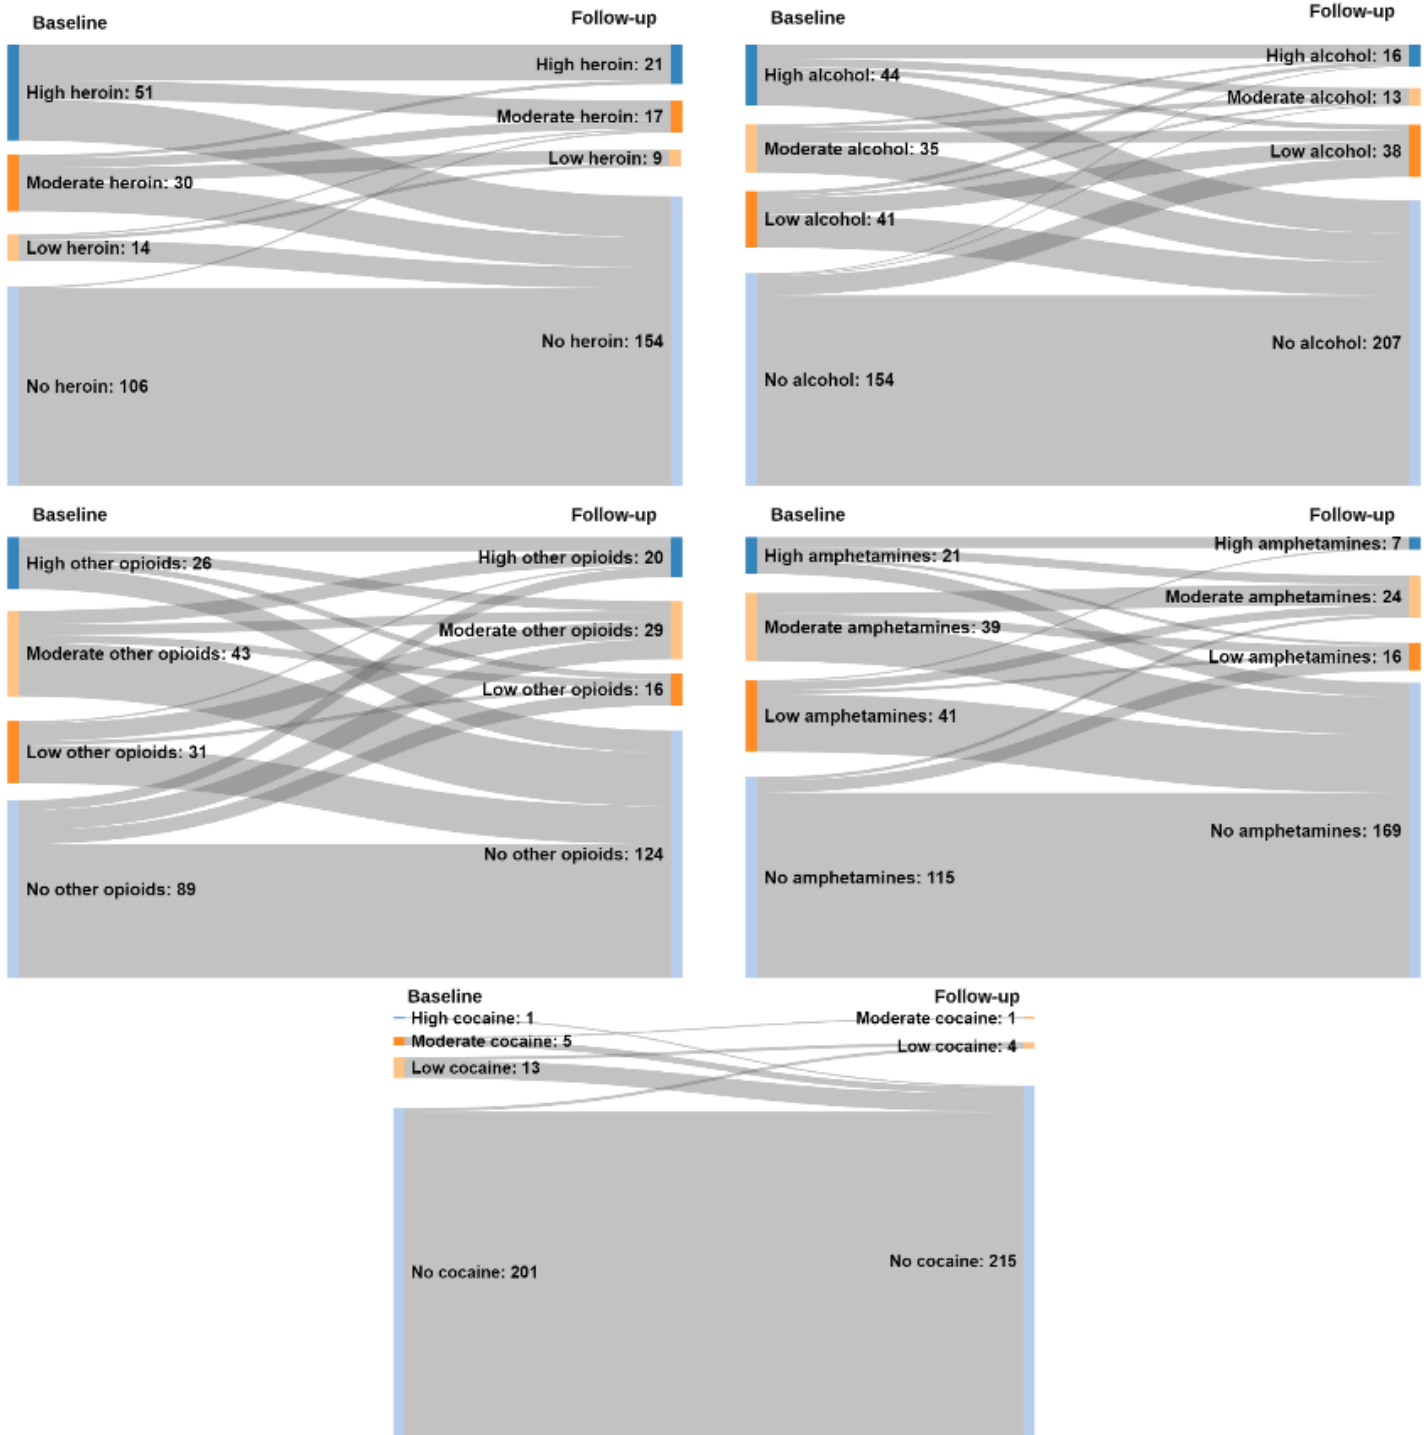 Baseline
Follow-up
High heroin: 51
Moderate heroin: 30
Low heroin: 14
No heroin: 106
High heroin: 21
Moderate heroin: 17
Low heroin: 9
No heroin: 154
Baseline
Follow-up
High alcohol: 44
Moderate alcohol: 35
Low alcohol: 41
No alcohol: 154
High alcohol: 16
Moderate alcohol: 13
Low alcohol: 38
No alcohol: 207
Baseline
Follow-up
High other opioids: 26
Moderate other opioids: 43
Low other opioids: 31
No other opioids: 89
High other opioids: 20
Moderate other opioids: 29
Low other opioids: 16
No other opioids: 124
Baseline
Follow-up
High amphetamines: 21
Moderate amphetamines: 39
Low amphetamines: 41
No amphetamines: 115
High amphetamines: 7
Moderate amphetamines: 24
Low amphetamines: 16
No amphetamines: 169
Baseline
Follow-up
High cocaine: 1
Moderate cocaine: 5
Low cocaine: 13
No cocaine: 201
Moderate cocaine: 1
Low cocaine: 4
No cocaine: 215